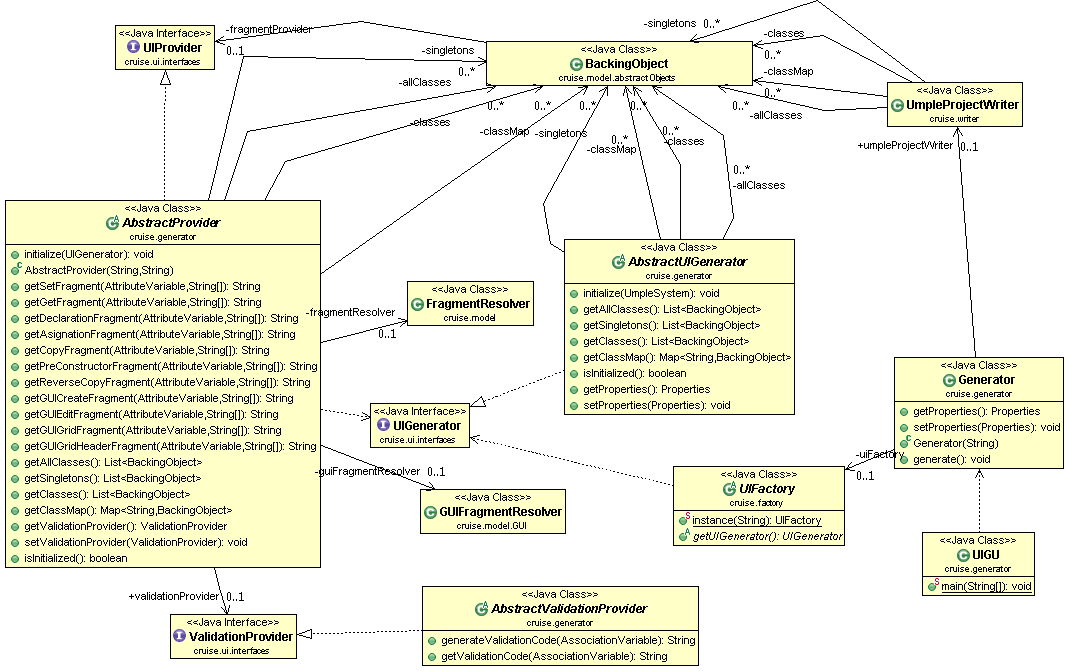 <<Java Interface>>
UIProvider
cruise.ui.interfaces
-fragmentProvider
0..1
-singletons
0..*
-allClasses
0..*
-classes
0..*
-classMap
0..*
-singletons
0..*
<<Java Class>>
BackingObject
cruise.model.abstractObjects
-singletons
0..*
-classes
0..*
-classMap
0..*
-allClasses
0..*
<<Java Class>>
UmpleProjectWriter
cruise.writer
+umpleProjectWriter
0..1
-classMap
0..*
-classes
0..*
-allClasses
0..*
<<Java Class>>
AbstractProvider
cruise.generator
initialize(UIGenerator): void
AbstractProvider(String,String)
getSetFragment(AttributeVariable,String[]): String
getGetFragment(AttributeVariable,String[]): String
getDeclarationFragment(AttributeVariable,String[]): String
getAsignationFragment(AttributeVariable,String[]): String
getCopyFragment(AttributeVariable,String[]): String
getPreConstructorFragment(AttributeVariable,String[]): String
getReverseCopyFragment(AttributeVariable,String[]): String
getGUICreateFragment(AttributeVariable,String[]): String
getGUIEditFragment(AttributeVariable,String[]): String
getGUIGridFragment(AttributeVariable,String[]): String
getGUIGridHeaderFragment(AttributeVariable,String[]): String
getAllClasses(): List<BackingObject>
getSingletons(): List<BackingObject>
getClasses(): List<BackingObject>
getClassMap(): Map<String,BackingObject>
getValidationProvider(): ValidationProvider
setValidationProvider(ValidationProvider): void
isInitialized(): boolean
<<Java Class>>
AbstractUIGenerator
cruise.generator
initialize(UmpleSystem): void
getAllClasses(): List<BackingObject>
getSingletons(): List<BackingObject>
getClasses(): List<BackingObject>
getClassMap(): Map<String,BackingObject>
isInitialized(): boolean
getProperties(): Properties
setProperties(Properties): void
<<Java Class>>
FragmentResolver
cruise.model
-fragmentResolver
0..1
<<Java Interface>>
UIGenerator
cruise.ui.interfaces
-guiFragmentResolver
0..1
<<Java Class>>
GUIFragmentResolver
cruise.model.GUI
<<Java Class>>
Generator
cruise.generator
getProperties(): Properties
setProperties(Properties): void
Generator(String)
generate(): void
-uiFactory
0..1
<<Java Class>>
UIFactory
cruise.factory
instance(String): UIFactory
getUIGenerator(): UIGenerator
<<Java Class>>
UIGU
cruise.generator
main(String[]): void
+validationProvider
0..1
<<Java Interface>>
ValidationProvider
cruise.ui.interfaces
<<Java Class>>
AbstractValidationProvider
cruise.generator
generateValidationCode(AssociationVariable): String
getValidationCode(AssociationVariable): String